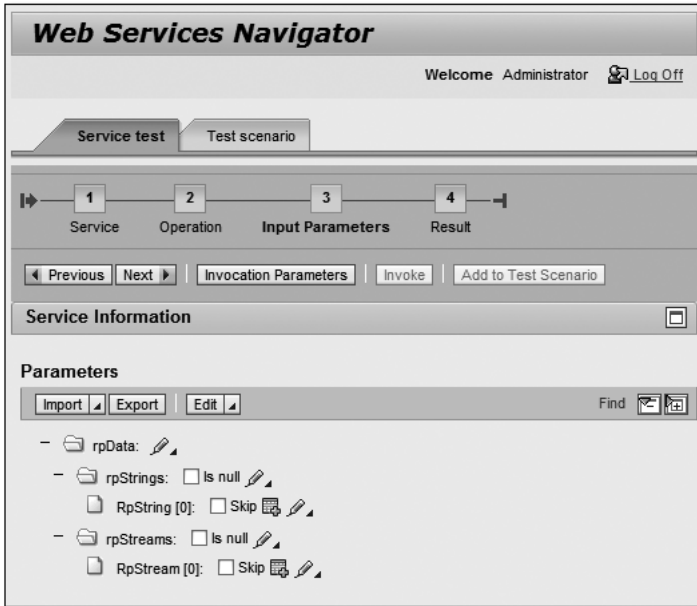 Web Services Navigator
Welcome Administrator Log Off
Service test Test scenario
1 2 3 4
Service Operation Input Parameters Result
Previous Next Invocation Parameters Invoke Add to Test Scenario
Service Information
Parameters
Import Export Edit Find
rpData:
rpStrings: Is null
RpString [0]: Skip
rpStreams: Is null
RpStream [0]: Skip